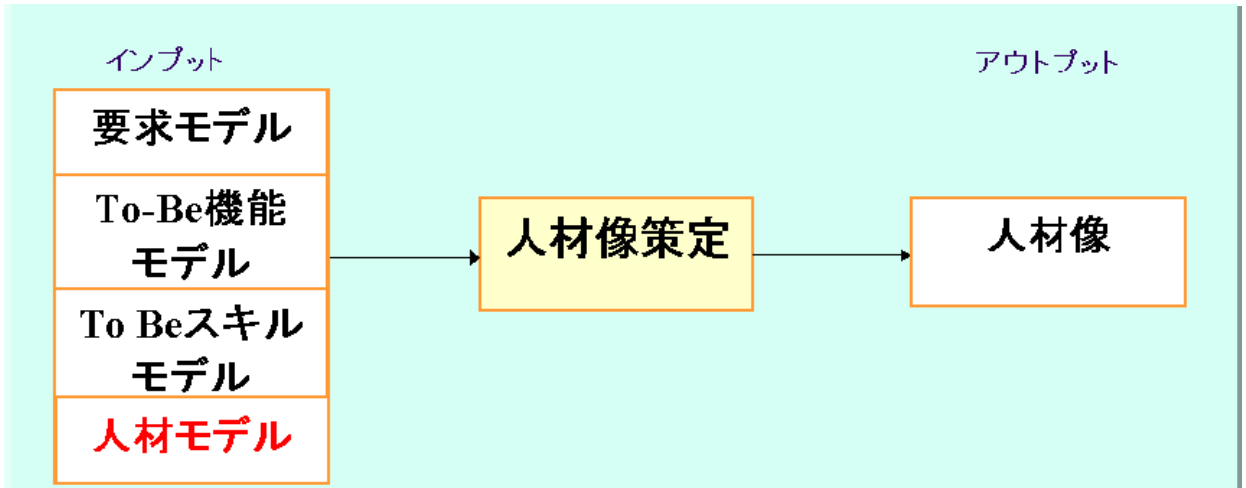 インプット
アウトプット
要求モデル
To-Be機能
モデル
To Beスキル
モデル
人材モデル
人材像策定
人材像